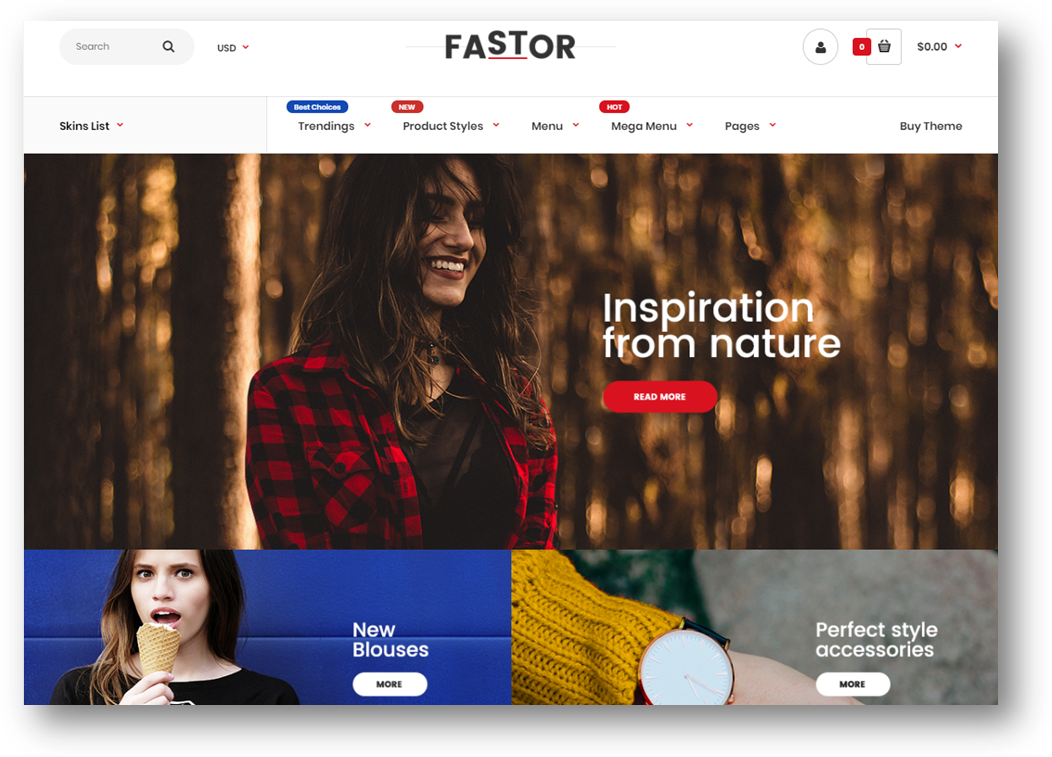 Search
USD
FASTOR
0
$0.00
Best Choices
NEW
HOT
Skins List
Trendings
Product Styles
Menu
Mega Menu
Pages
Buy Theme
Inspiration
from nature
READ MORE
New
Blouses
MORE
Perfect style
accessories
MORE